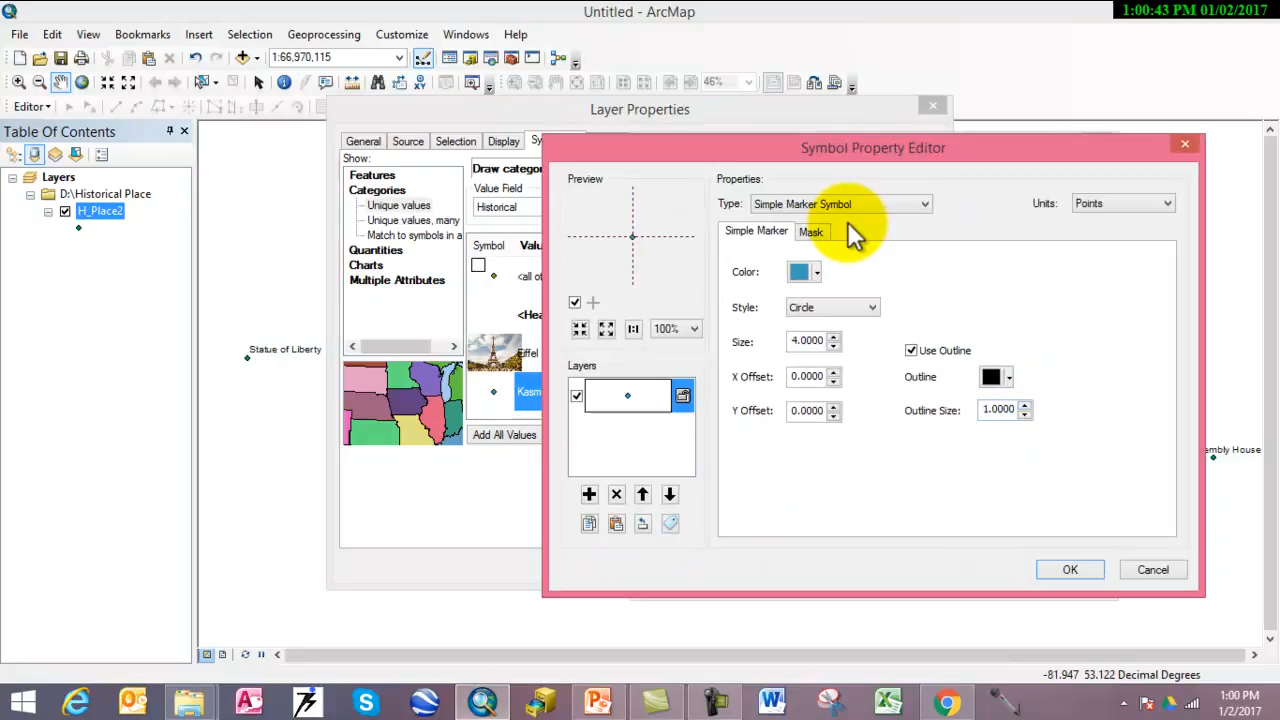 Untitled - ArcMap
1:00:43 PM 01/02/2017
File Edit View Bookmarks Insert Selection Geoprocessing Customize Windows Help
1:66,970,115
46%
Editor
Table Of Contents
Layers
D:\Historical Place
H_Place2
Layer Properties
General Source Selection Display
Show:
Features
Categories
Unique values
Unique values, many
Match to symbols in a
Quantities
Charts
Multiple Attributes
Draw categ
Value Field
Historical
Symbol Valu
<all ot
<Hea
Eiffel
Kasm
Add All Values
Symbol Property Editor
Preview
100%
Layers
Properties:
Type: Simple Marker Symbol
Units: Points
Simple Marker Mask
Color:
Style: Circle
Size: 4.0000
Use Outline
X Offset: 0.0000
Outline
Y Offset: 0.0000
Outline Size: 1.0000
OK Cancel
Statue of Liberty
embly House
-81.947 53.122 Decimal Degrees
1:00 PM
1/2/2017